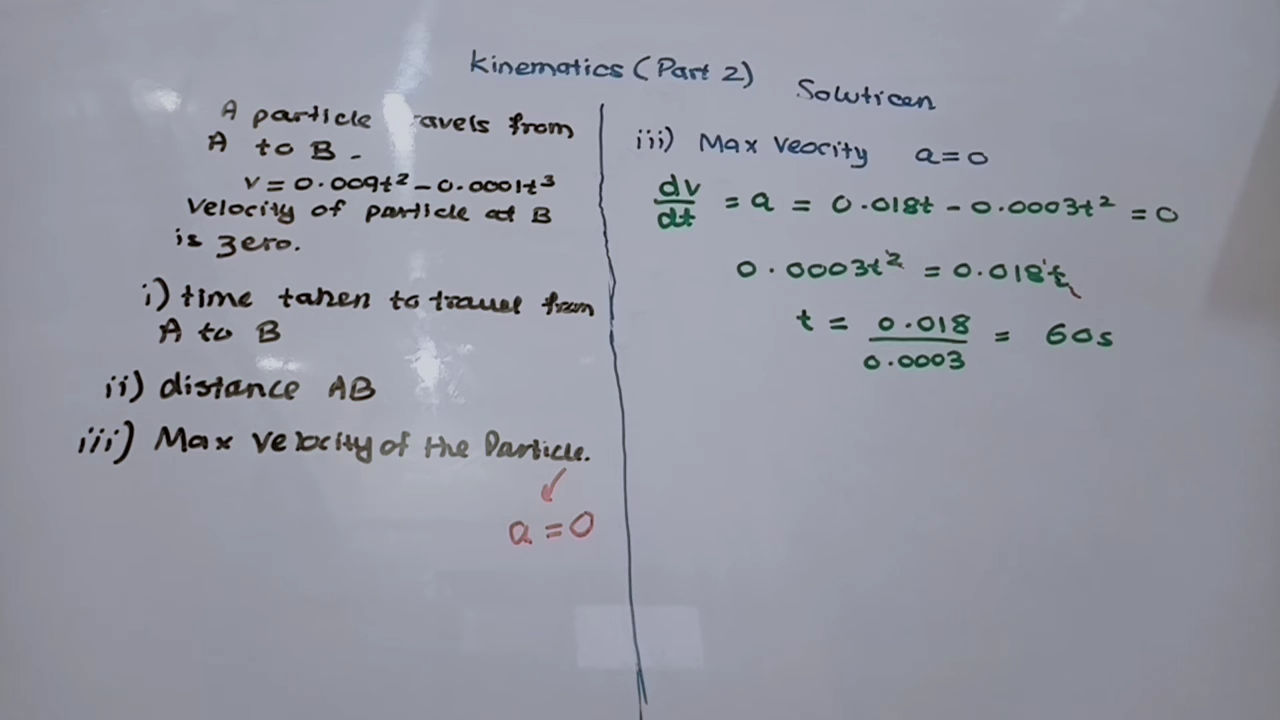 Kinematics (Part 2)
A particle ravels from
A to B.
v = 0.009t² - 0.0001t³
Velocity of particle at B
is zero.
i) time taken to travel from
A to B
ii) distance AB
iii) Max Velocity of the Particle.
a = 0
Soluticen
iii) Max Veocity a = 0
dv/dt = a = 0.018t - 0.0003t² = 0
0.0003t² = 0.018t
t = 0.018/0.0003 = 60s